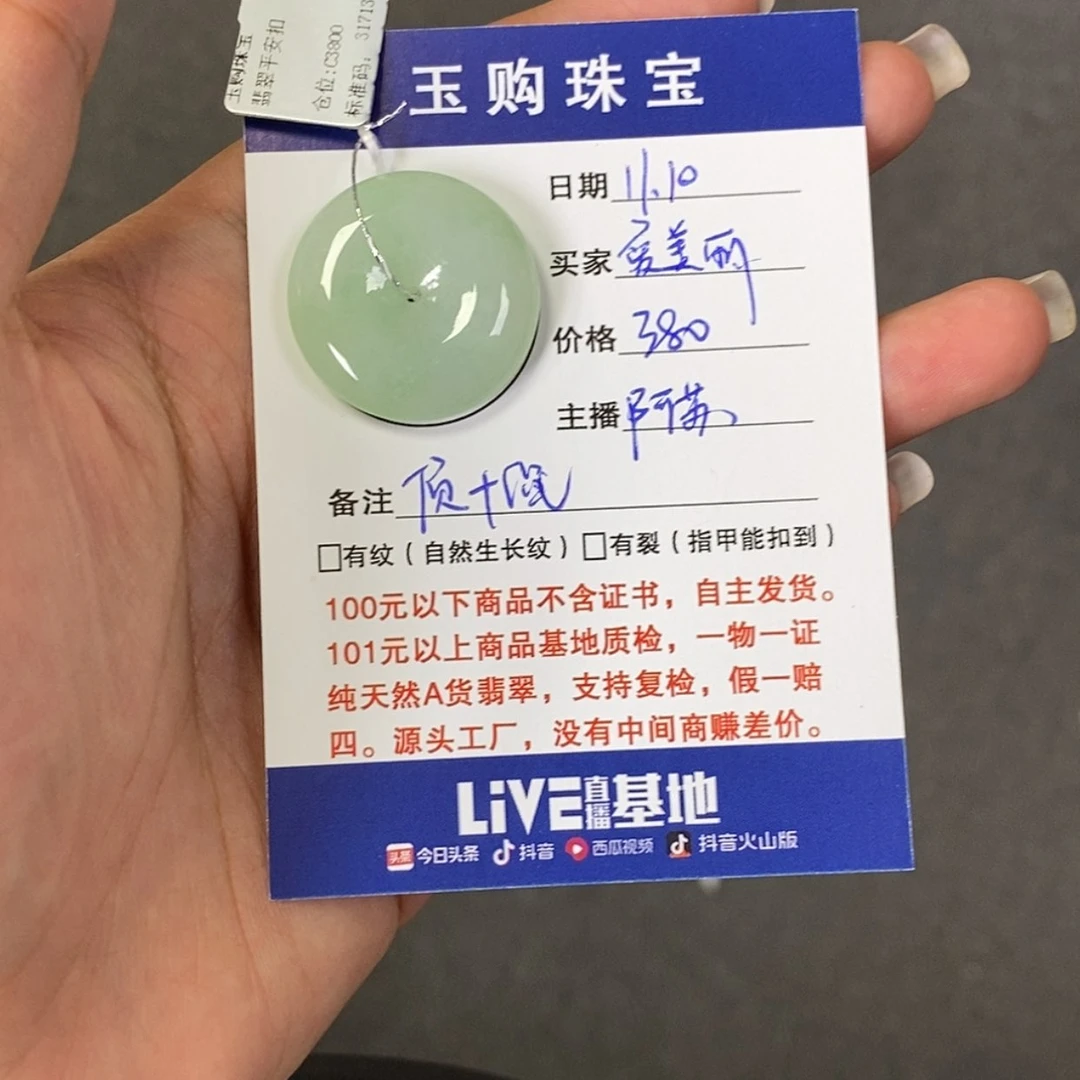 玉购珠宝
翡翠平安扣
仓位:C3800
标准码: 31713
玉购珠宝
日期 11.10
买家 爱美丽
价格 380
主播 阿满
备注
□有纹（自然生长纹）□有裂（指甲能扣到）
100元以下商品不含证书，自主发货。
101元以上商品基地质检，一物一证
纯天然A货翡翠，支持复检，假一赔
四。源头工厂，没有中间商赚差价。
LiVE直播基地
头条 今日头条 抖音 西瓜视频 抖音火山版